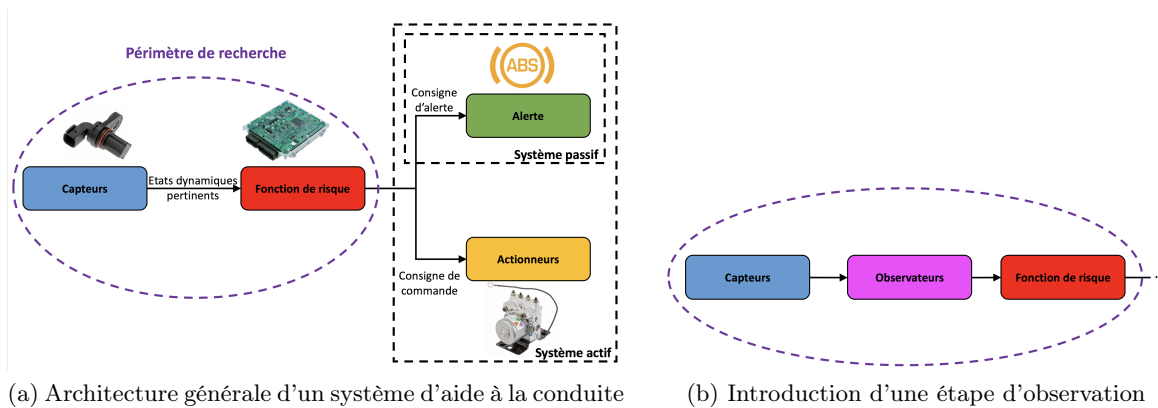 Périmètre de recherche
ABS
Consigne
d'alerte
Alerte
Système passif
Capteurs
Etats dynamiques
pertinents
Fonction de risque
Actionneurs
Consigne de
commande
Système actif
Capteurs
Observateurs
Fonction de risque
(a) Architecture générale d'un système d'aide à la conduite
(b) Introduction d'une étape d'observation